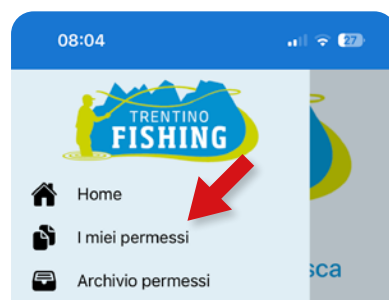 08:04
27
TRENTINO
FISHING
Home
I miei permessi
Archivio permessi
sca